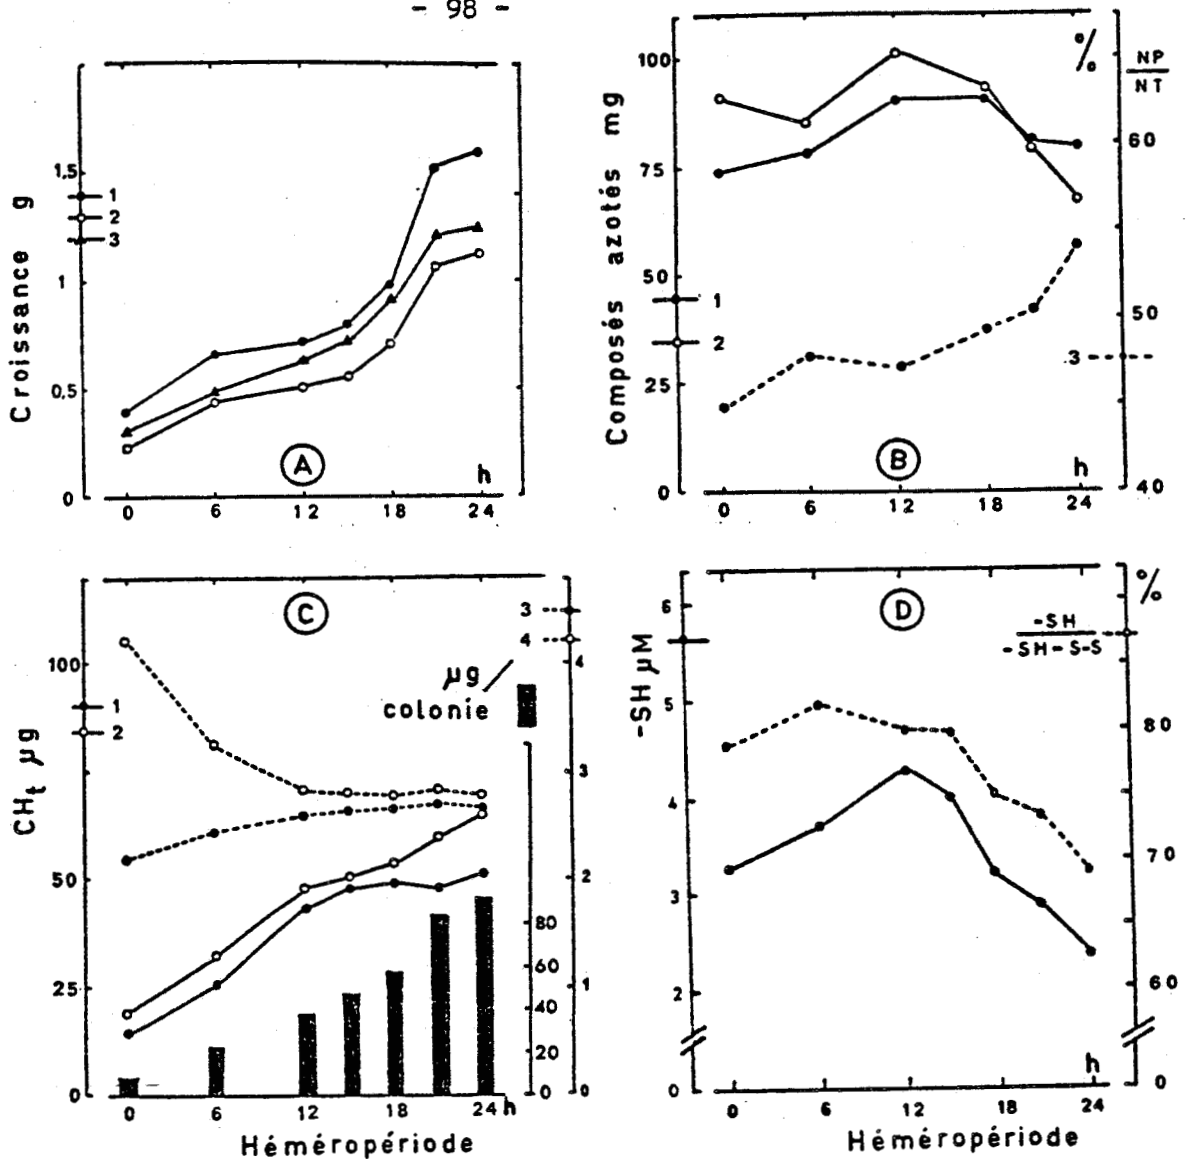 - 98 -
Croissance g
1,5
1
0,5
0
1
2
3
A
h
0 6 12 18 24
Composés azotés mg
100
75
50
25
0
1
2
3
B
h
0 6 12 18 24
%
NP
NT
60
50
40
CHt µg
100
50
25
0
1
2
3
4
C
µg
colonie
80
60
40
20
0
4
3
2
1
0
0 6 12 18 24 h
Héméropériode
-SH µM
6
5
4
3
2
0
D
%
-SH
-SH-S-S
80
70
60
0
h
0 6 12 18 24
Héméropériode